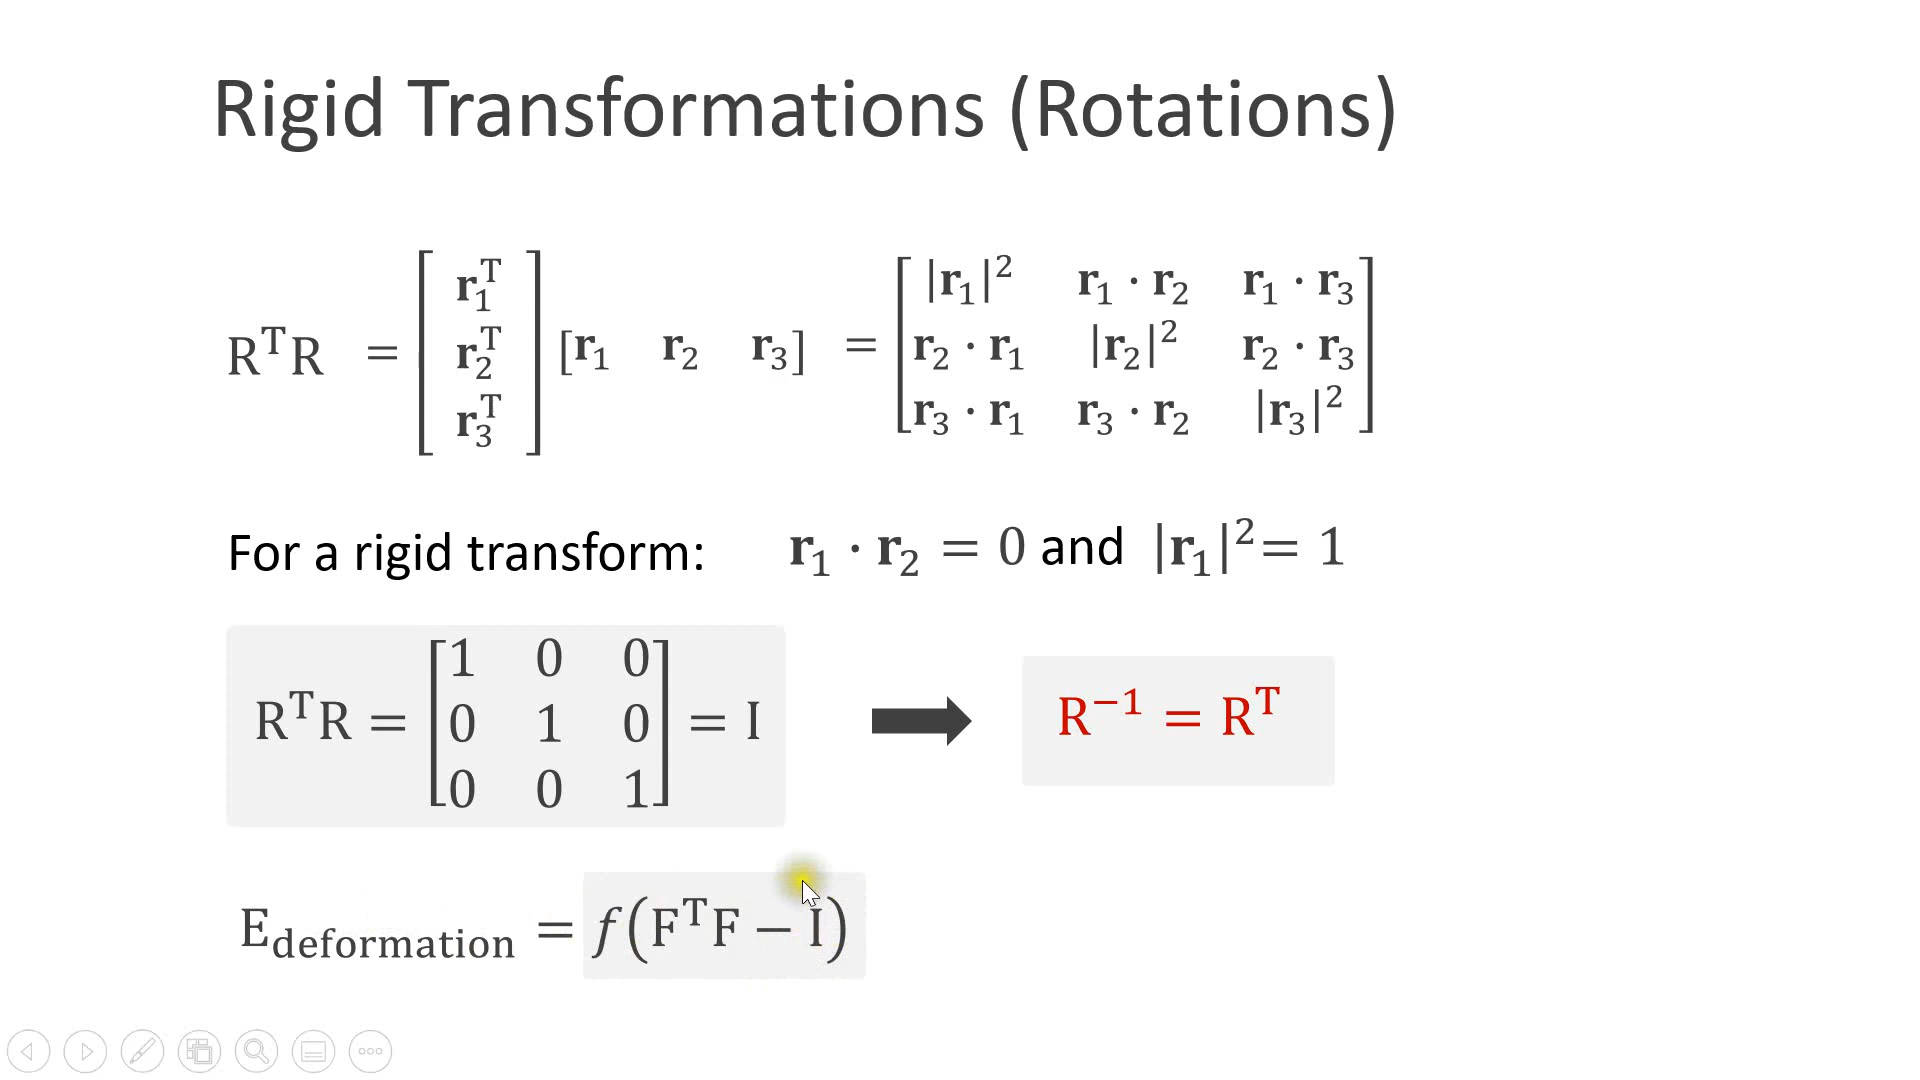 Rigid Transformations (Rotations)
RᵀR = [ r₁ᵀ r₂ᵀ r₃ᵀ ] [r₁ r₂ r₃] = [ |r₁|² r₁ · r₂ r₁ · r₃
r₂ · r₁ |r₂|² r₂ · r₃
r₃ · r₁ r₃ · r₂ |r₃|² ]
For a rigid transform: r₁ · r₂ = 0 and |r₁|² = 1
RᵀR = [ 1 0 0
0 1 0
0 0 1 ] = I
R⁻¹ = Rᵀ
E_deformation = f(FᵀF − I)